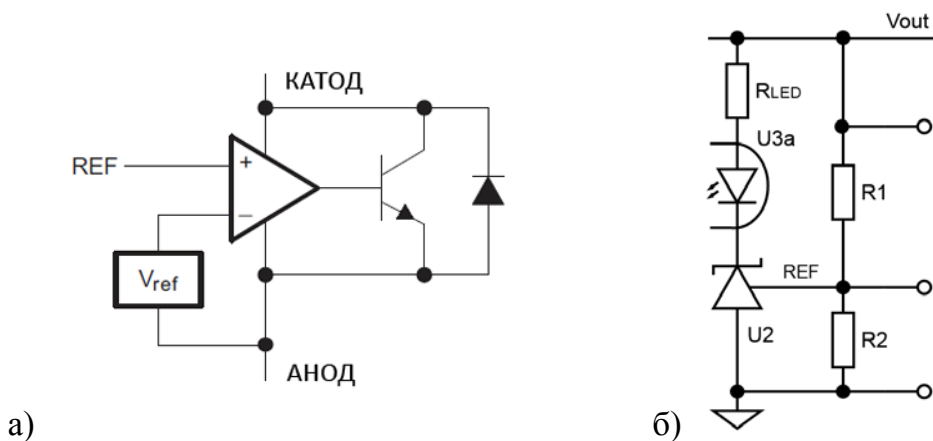 КАТОД
REF
+
–
Vref
АНОД
а)
Vout
RLED
U3a
R1
REF
U2
R2
б)